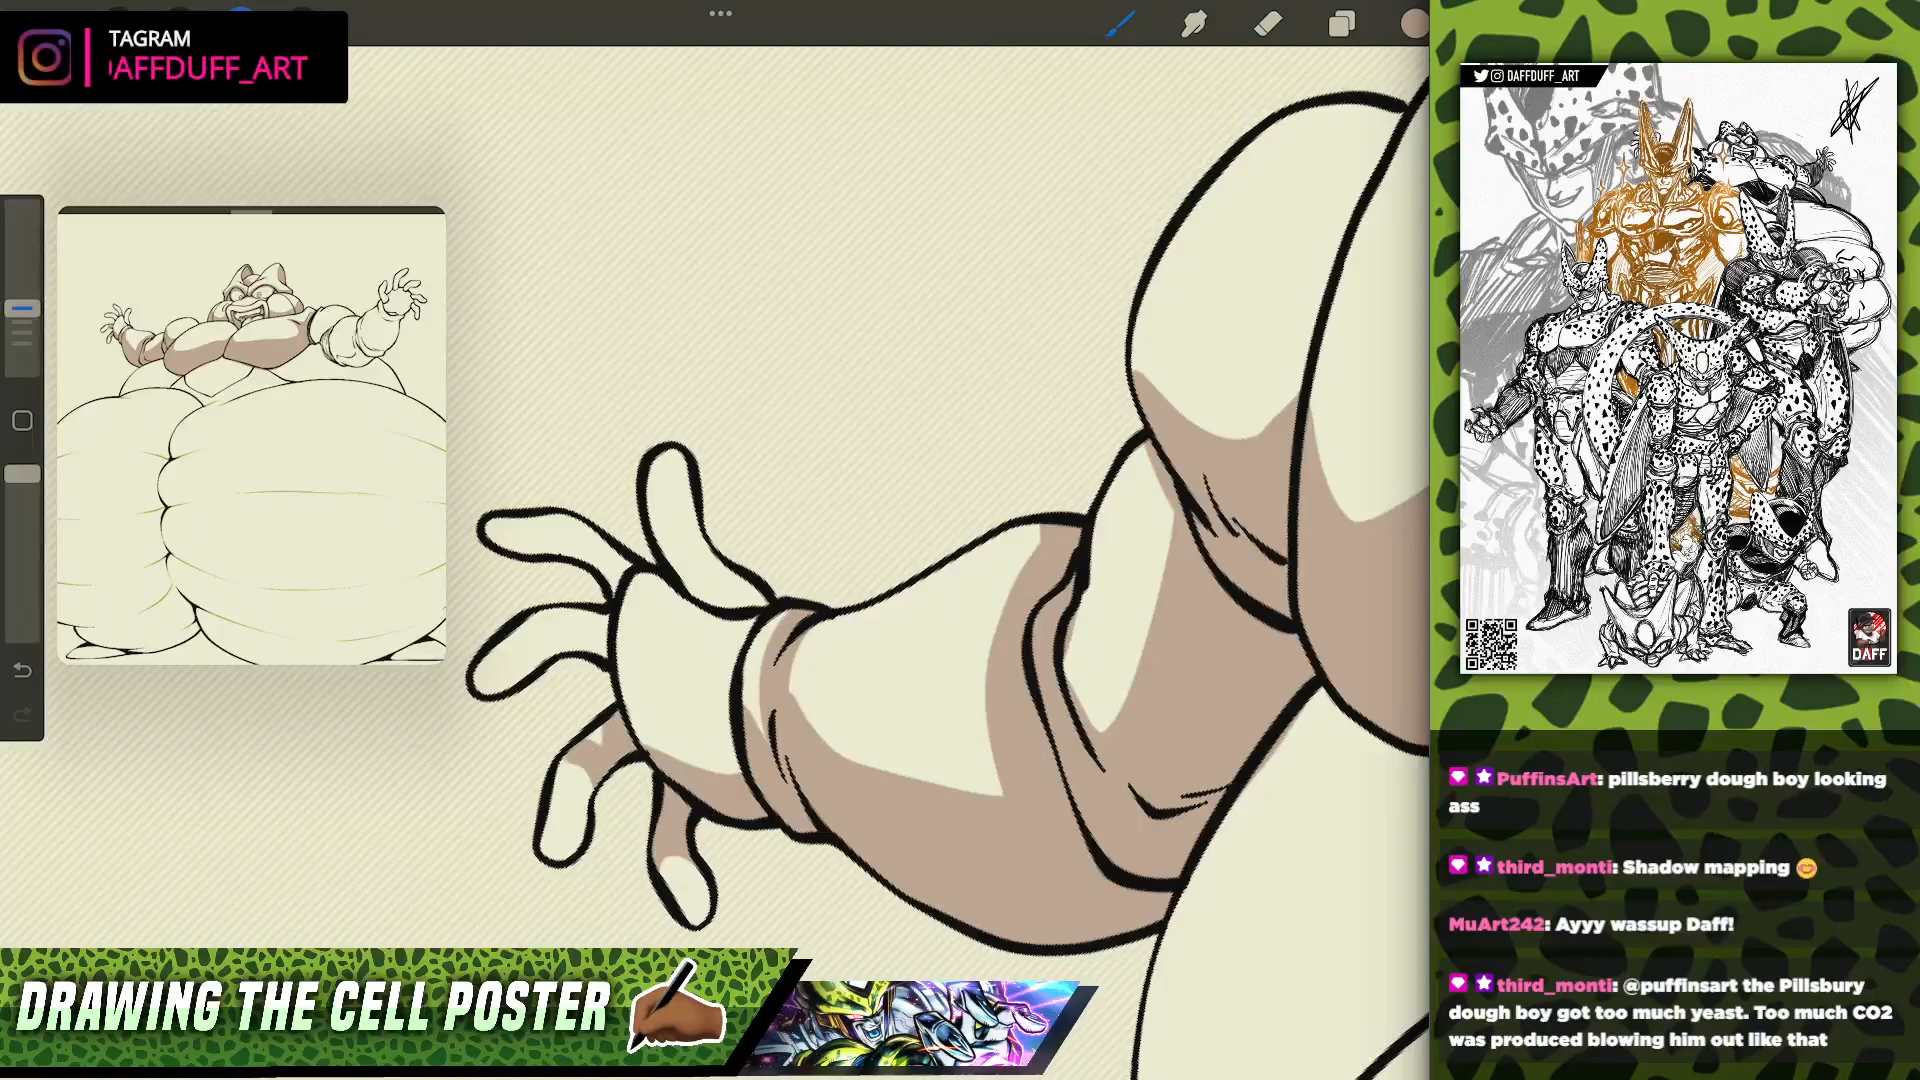 TAGRAM
DAFFDUFF_ART
DAFFDUFF_ART
DAFF
PuffinsArt: pillsberry dough boy looking
ass
third_monti: Shadow mapping 😊
MuArt242: Ayyy wassup Daff!
third_monti: @puffinsart the Pillsbury
dough boy got too much yeast. Too much CO2
was produced blowing him out like that
DRAWING THE CELL POSTER